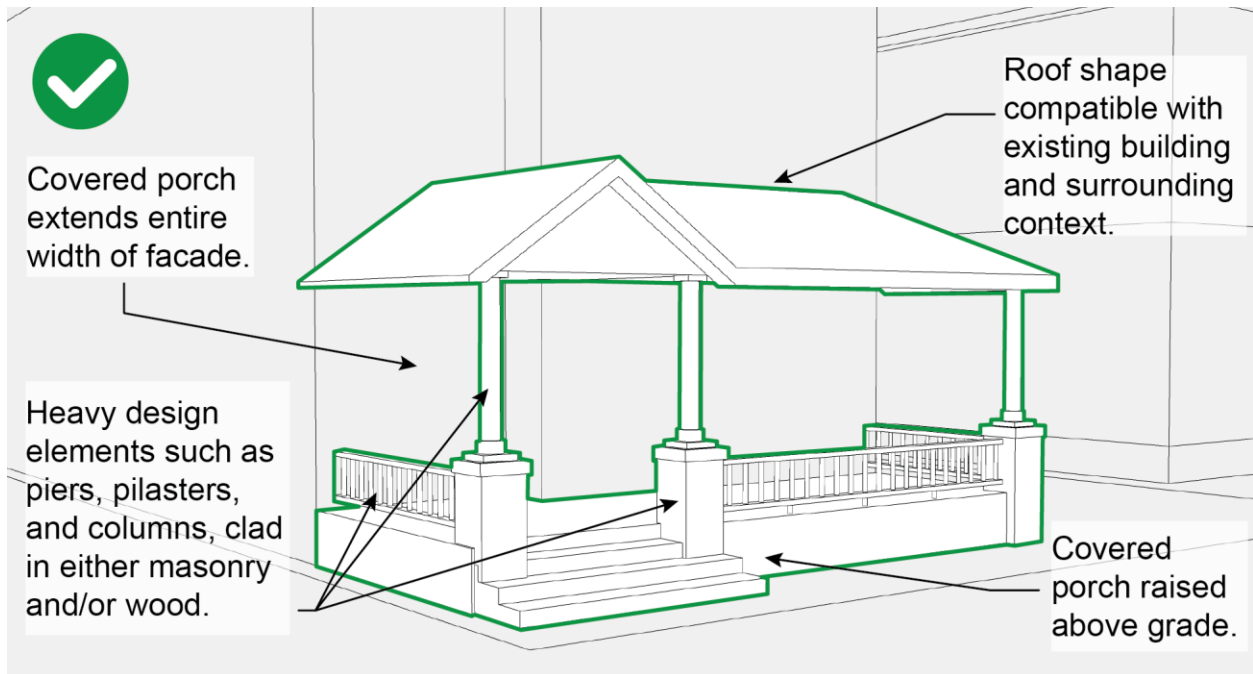 Covered porch
extends entire
width of facade.
Roof shape
compatible with
existing building
and surrounding
context.
Heavy design
elements such as
piers, pilasters,
and columns, clad
in either masonry
and/or wood.
Covered
porch raised
above grade.